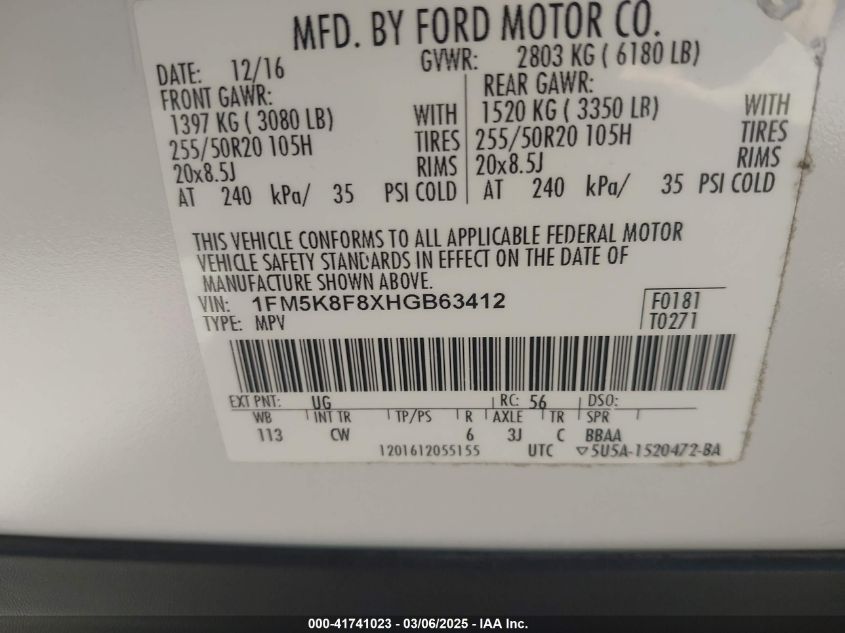 MFD. BY FORD MOTOR CO.
DATE: 12/16 GVWR: 2803 KG ( 6180 LB)
FRONT GAWR: REAR GAWR:
1397 KG ( 3080 LB) WITH 1520 KG ( 3350 LB) WITH
255/50R20 105H TIRES 255/50R20 105H TIRES
20x8.5J RIMS 20x8.5J RIMS
AT 240 kPa/ 35 PSI COLD AT 240 kPa/ 35 PSI COLD
THIS VEHICLE CONFORMS TO ALL APPLICABLE FEDERAL MOTOR
VEHICLE SAFETY STANDARDS IN EFFECT ON THE DATE OF
MANUFACTURE SHOWN ABOVE.
VIN: 1FM5K8F8XHGB63412 F0181
TYPE: MPV T0271
EXT PNT: UG RC: 56 DSO:
WB INT TR TP/PS R AXLE TR SPR
113 CW 6 3J C BBAA
1201612055155 UTC ▽5U5A-1520472-BA
000-41741023 - 03/06/2025 - IAA Inc.